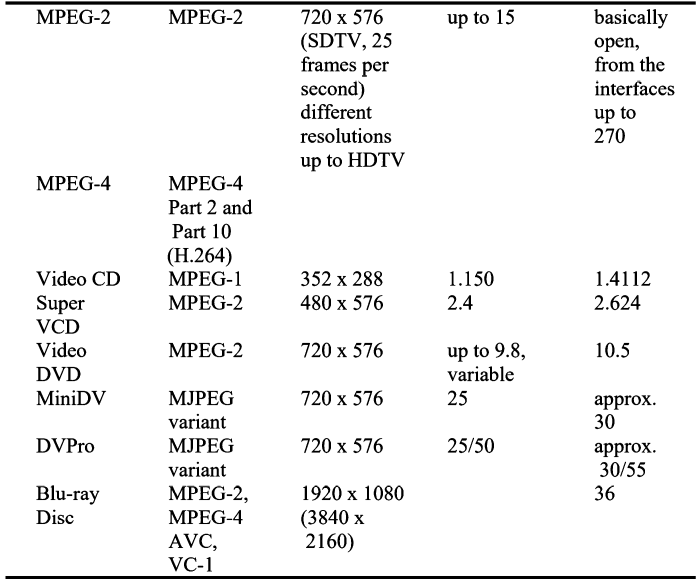 MPEG-2 MPEG-2 720 x 576 up to 15 basically
(SDTV, 25 open,
frames per from the
second) interfaces
different up to
resolutions 270
up to HDTV
MPEG-4 MPEG-4
Part 2 and
Part 10
(H.264)
Video CD MPEG-1 352 x 288 1.150 1.4112
Super MPEG-2 480 x 576 2.4 2.624
VCD
Video MPEG-2 720 x 576 up to 9.8, 10.5
DVD variable
MiniDV MJPEG 720 x 576 25 approx.
variant 30
DVPro MJPEG 720 x 576 25/50 approx.
variant 30/55
Blu-ray MPEG-2, 1920 x 1080 36
Disc MPEG-4 (3840 x
AVC, 2160)
VC-1